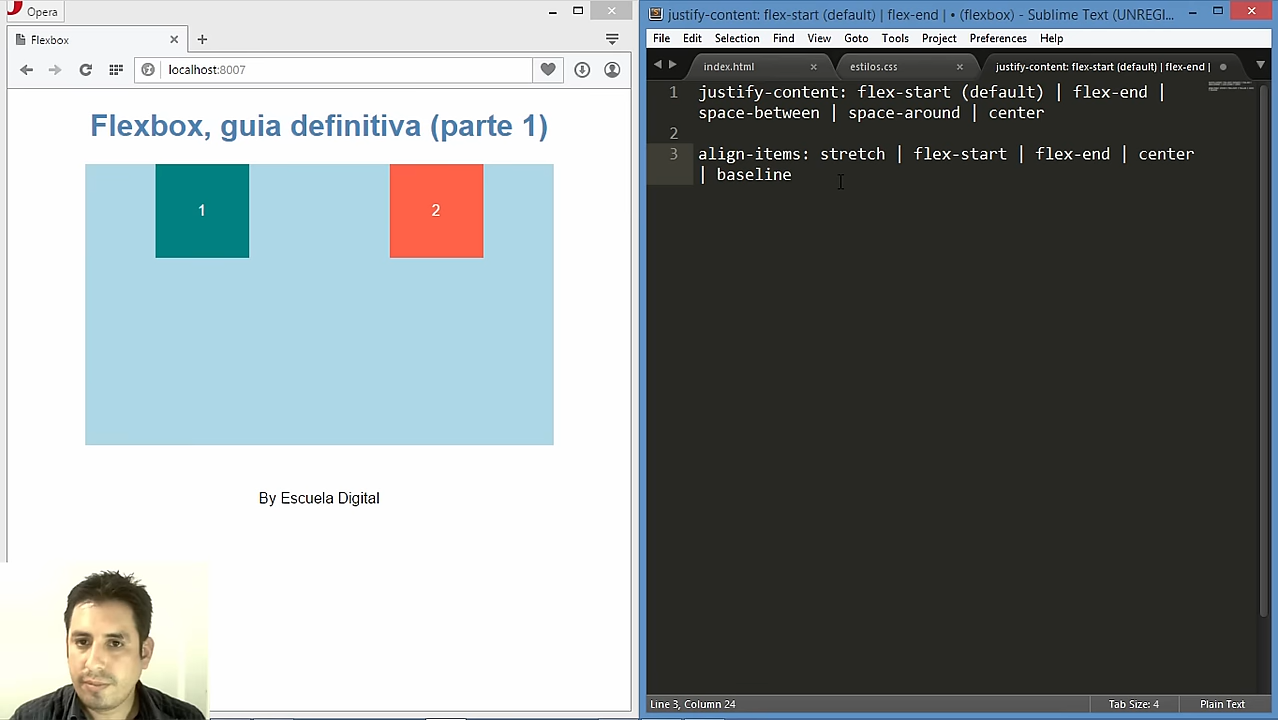 Opera
Flexbox
localhost:8007
Flexbox, guia definitiva (parte 1)
1
2
By Escuela Digital
justify-content: flex-start (default) | flex-end | • (flexbox) - Sublime Text (UNREGI...
File Edit Selection Find View Goto Tools Project Preferences Help
index.html estilos.css justify-content: flex-start (default) | flex-end |
1 justify-content: flex-start (default) | flex-end |
space-between | space-around | center
2
3 align-items: stretch | flex-start | flex-end | center
| baseline
Line 3, Column 24 Tab Size: 4 Plain Text